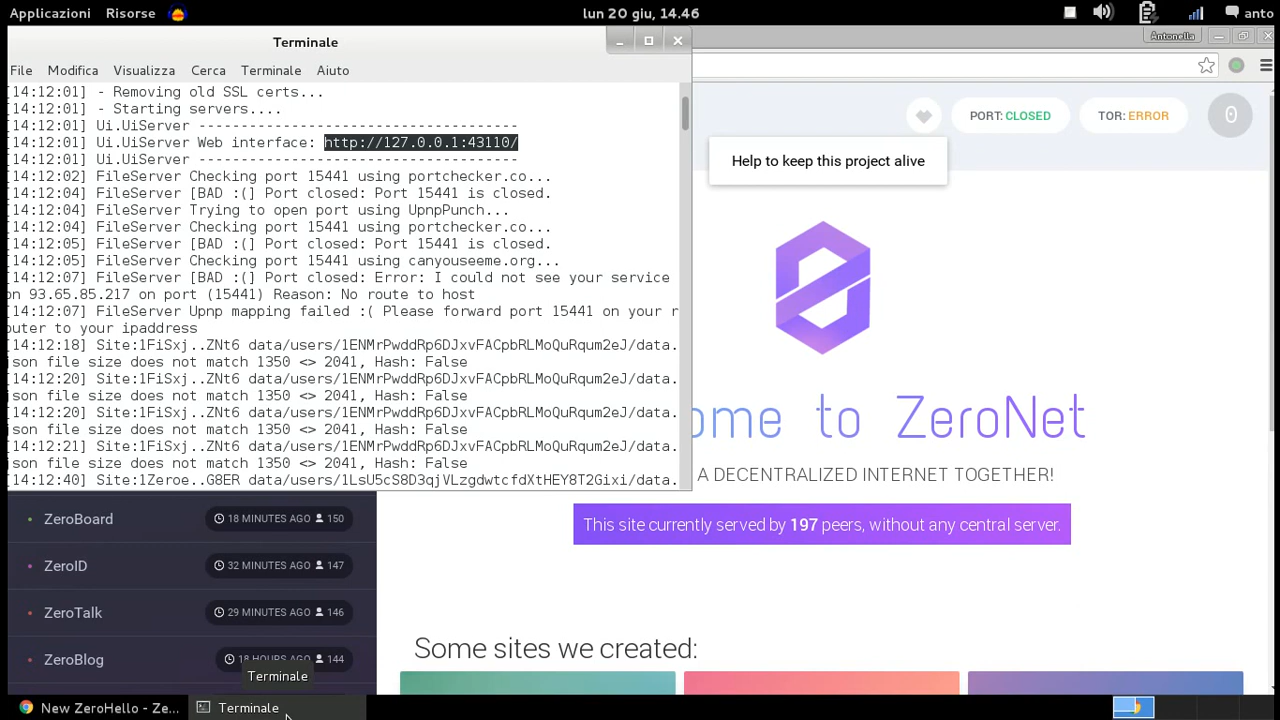 Applicazioni Risorse lun 20 giu, 14.46 anto
Terminale
Antonella
File Modifica Visualizza Cerca Terminale Aiuto
[14:12:01] - Removing old SSL certs...
[14:12:01] - Starting servers....
[14:12:01] Ui.UiServer --------------------------------------
[14:12:01] Ui.UiServer Web interface: http://127.0.0.1:43110/
[14:12:01] Ui.UiServer --------------------------------------
[14:12:02] FileServer Checking port 15441 using portchecker.co...
[14:12:04] FileServer [BAD :(] Port closed: Port 15441 is closed.
[14:12:04] FileServer Trying to open port using UpnpPunch...
[14:12:04] FileServer Checking port 15441 using portchecker.co...
[14:12:05] FileServer [BAD :(] Port closed: Port 15441 is closed.
[14:12:05] FileServer Checking port 15441 using canyouseeme.org...
[14:12:07] FileServer [BAD :(] Port closed: Error: I could not see your service
on 93.65.85.217 on port (15441) Reason: No route to host
[14:12:07] FileServer Upnp mapping failed :( Please forward port 15441 on your r
outer to your ipaddress
[14:12:18] Site:1FiSxj..ZNt6 data/users/1ENMrPwddRp6DJxvFACpbRLMoQuRqum2eJ/data.
json file size does not match 1350 <> 2041, Hash: False
[14:12:20] Site:1FiSxj..ZNt6 data/users/1ENMrPwddRp6DJxvFACpbRLMoQuRqum2eJ/data.
json file size does not match 1350 <> 2041, Hash: False
[14:12:20] Site:1FiSxj..ZNt6 data/users/1ENMrPwddRp6DJxvFACpbRLMoQuRqum2eJ/data.
json file size does not match 1350 <> 2041, Hash: False
[14:12:21] Site:1FiSxj..ZNt6 data/users/1ENMrPwddRp6DJxvFACpbRLMoQuRqum2eJ/data.
json file size does not match 1350 <> 2041, Hash: False
[14:12:40] Site:1Zeroe..G8ER data/users/1LsU5cS8D3qjVLzgdwtcfdXtHEY8T2Gixi/data.
PORT: CLOSED TOR: ERROR 0
Help to keep this project alive
ome to ZeroNet
A DECENTRALIZED INTERNET TOGETHER!
This site currently served by 197 peers, without any central server.
Some sites we created:
ZeroBoard 18 MINUTES AGO 150
ZeroID 32 MINUTES AGO 147
ZeroTalk 29 MINUTES AGO 146
ZeroBlog 18 HOURS AGO 144
Terminale
New ZeroHello - Ze... Terminale